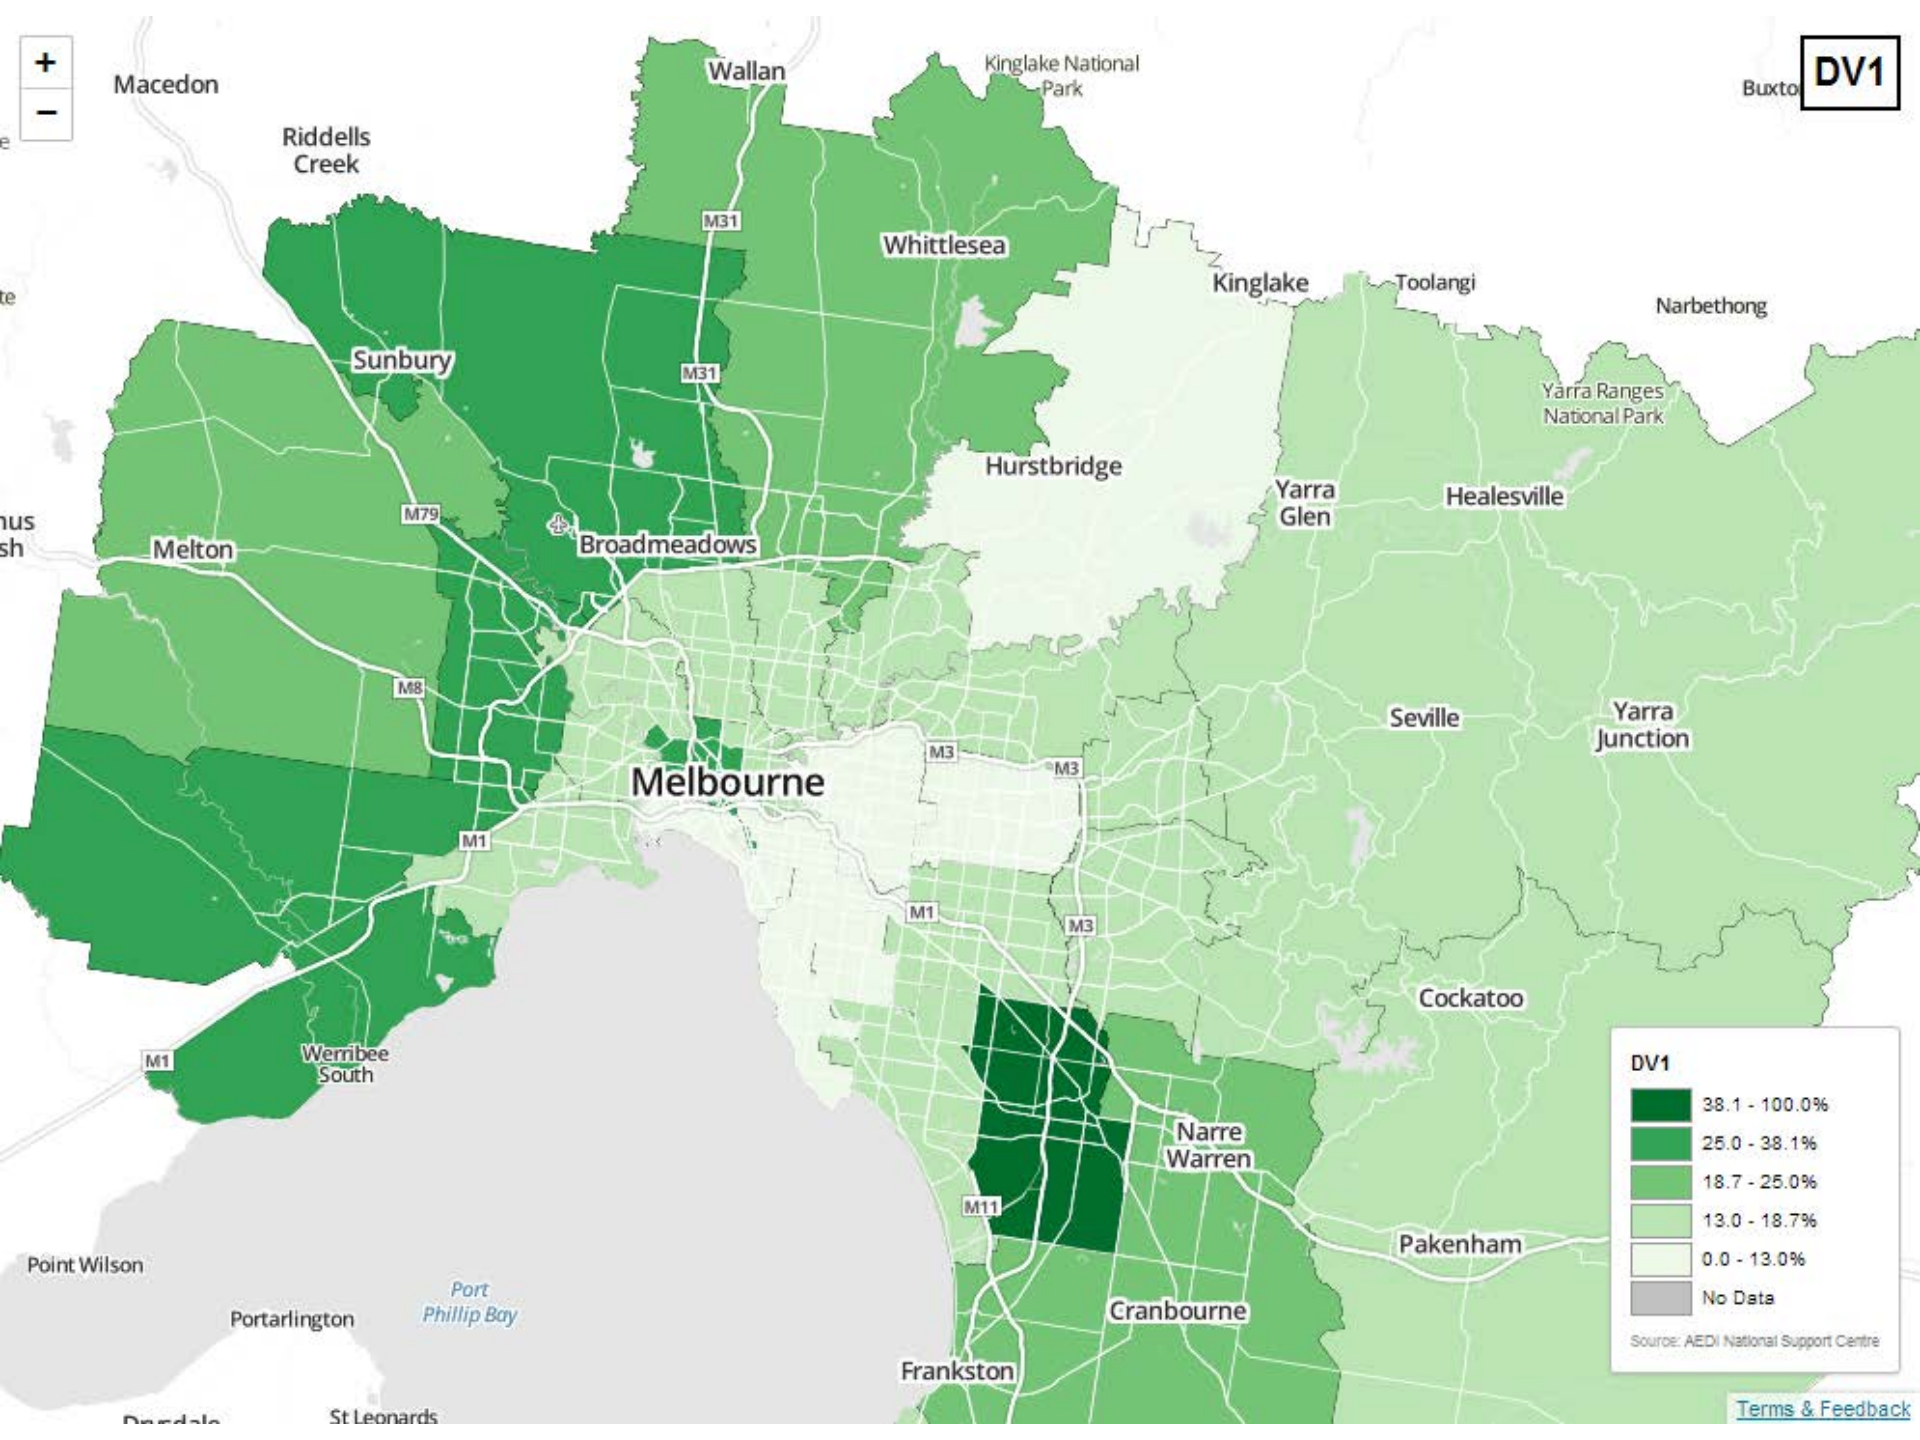 +
−
Macedon
Wallan
Kinglake National
Park
Buxto
DV1
Riddells
Creek
M31
Whittlesea
Kinglake
Toolangi
Narbethong
te
Sunbury
M31
Yarra Ranges
National Park
Hurstbridge
Yarra
Glen
Healesville
M79
nus
sh
Melton
Broadmeadows
M8
Seville
Yarra
Junction
M3
M3
Melbourne
M1
M1
M3
Cockatoo
M1
Werribee
South
Narre
Warren
M11
Pakenham
Point Wilson
Port
Phillip Bay
Portarlington
Cranbourne
Frankston
Drysdale
St Leonards
DV1
38.1 - 100.0%
25.0 - 38.1%
18.7 - 25.0%
13.0 - 18.7%
0.0 - 13.0%
No Data
Source: AEDI National Support Centre
Terms & Feedback